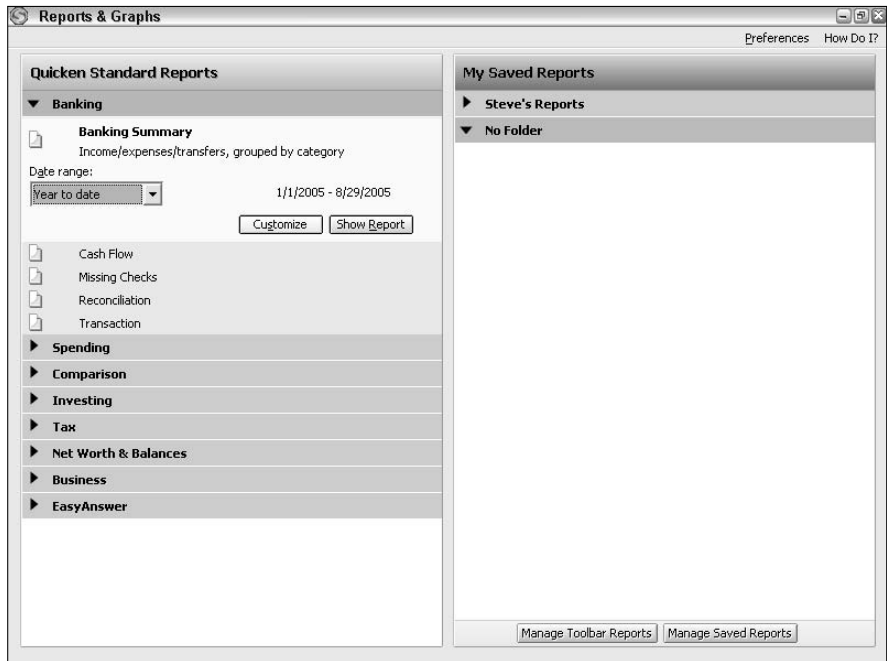 Reports & Graphs
Preferences How Do I?
Quicken Standard Reports
Banking
Banking Summary
Income/expenses/transfers, grouped by category
Date range:
Year to date 1/1/2005 - 8/29/2005
Customize Show Report
Cash Flow
Missing Checks
Reconciliation
Transaction
Spending
Comparison
Investing
Tax
Net Worth & Balances
Business
EasyAnswer
My Saved Reports
Steve's Reports
No Folder
Manage Toolbar Reports Manage Saved Reports